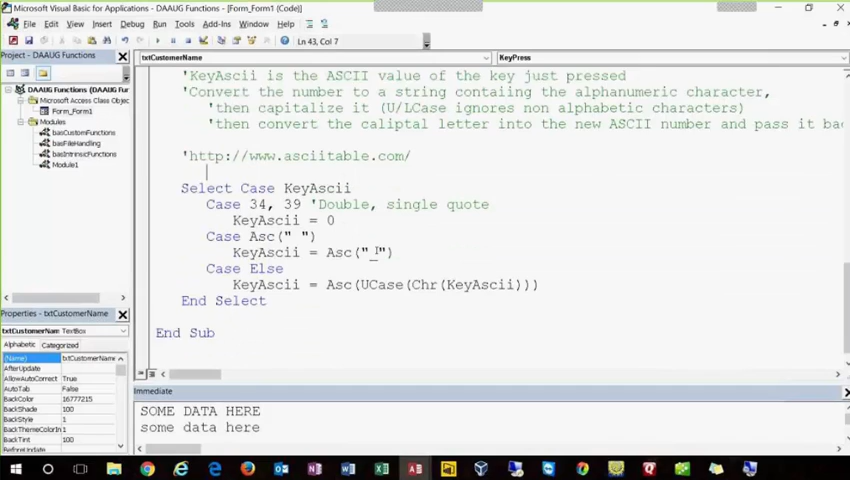 Microsoft Visual Basic for Applications - DAAUG Functions - [Form_Form1 (Code)]
File Edit View Insert Debug Run Tools Add-Ins Window Help
Ln 43, Col 7
Project - DAAUG Functions
txtCustomerName KeyPress
DAAUG Functions (DAAUG Fur
Microsoft Access Class Objec
Form_Form1
Modules
basCustomFunctions
basFileHandling
basIntrinsicFunctions
Module1
'KeyAscii is the ASCII value of the key just pressed
'Convert the number to a string contaiing the alphanumeric character,
'then capitalize it (U/LCase ignores non alphabetic characters)
'then convert the caliptal letter into the new ASCII number and pass it bac
'http://www.asciitable.com/
Select Case KeyAscii
Case 34, 39 'Double, single quote
KeyAscii = 0
Case Asc(" ")
KeyAscii = Asc("_")
Case Else
KeyAscii = Asc(UCase(Chr(KeyAscii)))
End Select
End Sub
Properties - txtCustomerName
txtCustomerName TextBox
Alphabetic Categorized
(Name) txtCustomerName
AfterUpdate
AllowAutoCorrect True
AutoTab False
BackColor 16777215
BackShade 100
BackStyle 1
BackThemeColorIn 1
BackTint 100
Immediate
SOME DATA HERE
some data here